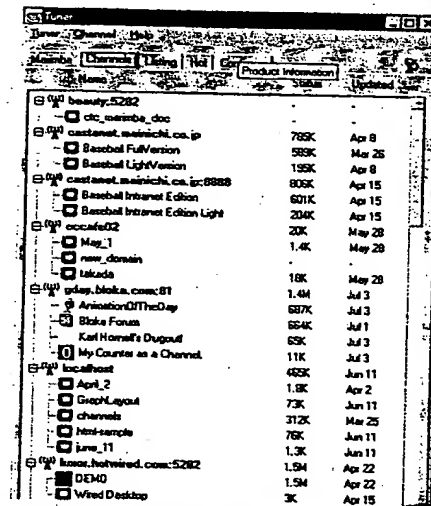 Tuner
Tuner Channel Help
Marimba Channels Listing Hot
Product Information
Name Status Updated
beauty:5282 - -
ctc_marimba_doc - -
castanet.mainichi.co.jp 785K Apr 8
Baseball FullVersion 589K Mar 26
Baseball LightVersion 195K Apr 8
castanet.mainichi.co.jp:8888 806K Apr 15
Baseball Intranet Edition 601K Apr 15
Baseball Intranet Edition Light 204K Apr 15
cccafe02 20K May 28
May_1 1.4K May 28
new_domain - -
takada 18K May 28
gday.bloke.com:81 1.4M Jul 3
AnimationOfTheDay 687K Jul 3
Bloke Forum 664K Jul 1
Karl Hornell's Dugout! 65K Jul 3
My Counter as a Channel. 11K Jul 3
localhost 465K Jun 11
April_2 1.8K Apr 2
GraphLayout 73K Jun 11
channels 312K Mar 25
html-sample 76K Jun 11
june_11 1.3K Jun 11
luxor.hotwired.com:5282 1.5M Apr 22
DEMO 1.5M Apr 22
Wired Desktop 3K Apr 15